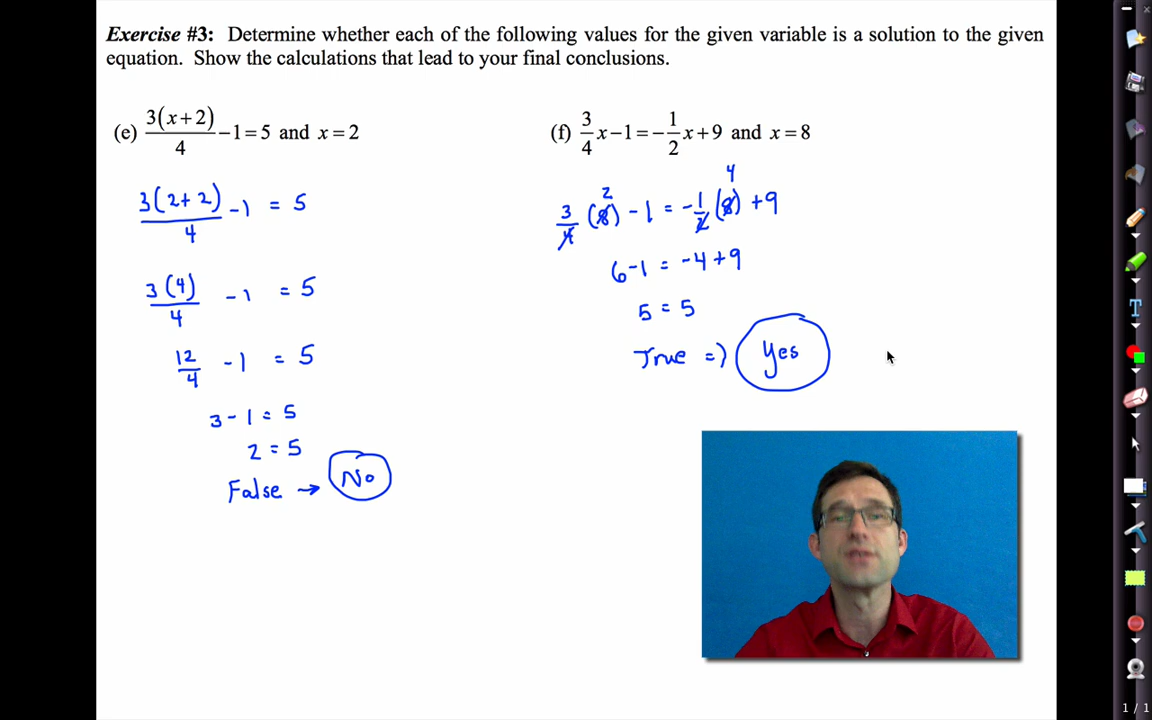 Exercise #3: Determine whether each of the following values for the given variable is a solution to the given
equation. Show the calculations that lead to your final conclusions.
(e) 3(x+2)/4 −1=5 and x=2
3(2+2)/4 -1 = 5
3(4)/4 -1 = 5
12/4 -1 = 5
3-1 = 5
2 = 5
False → No
(f) 3/4x−1=−1/2x+9 and x=8
2 4
3/4 (8) -1 = -1/2 (8) +9
6-1 = -4+9
5 = 5
True => Yes
T
1 / 1